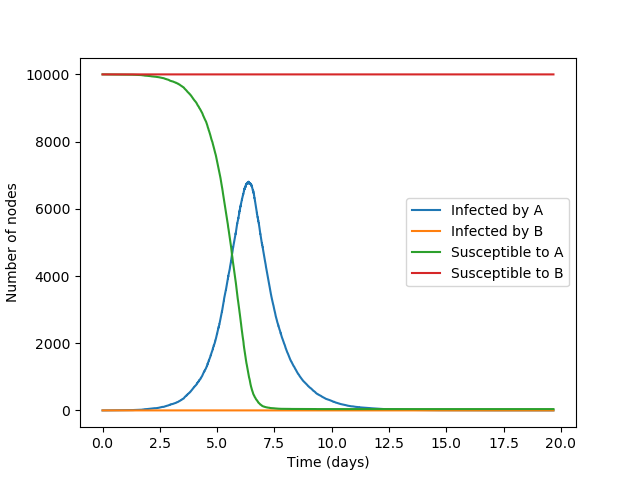 10000
8000
6000
4000
2000
0
Number of nodes
Infected by A
Infected by B
Susceptible to A
Susceptible to B
0.0 2.5 5.0 7.5 10.0 12.5 15.0 17.5 20.0
Time (days)